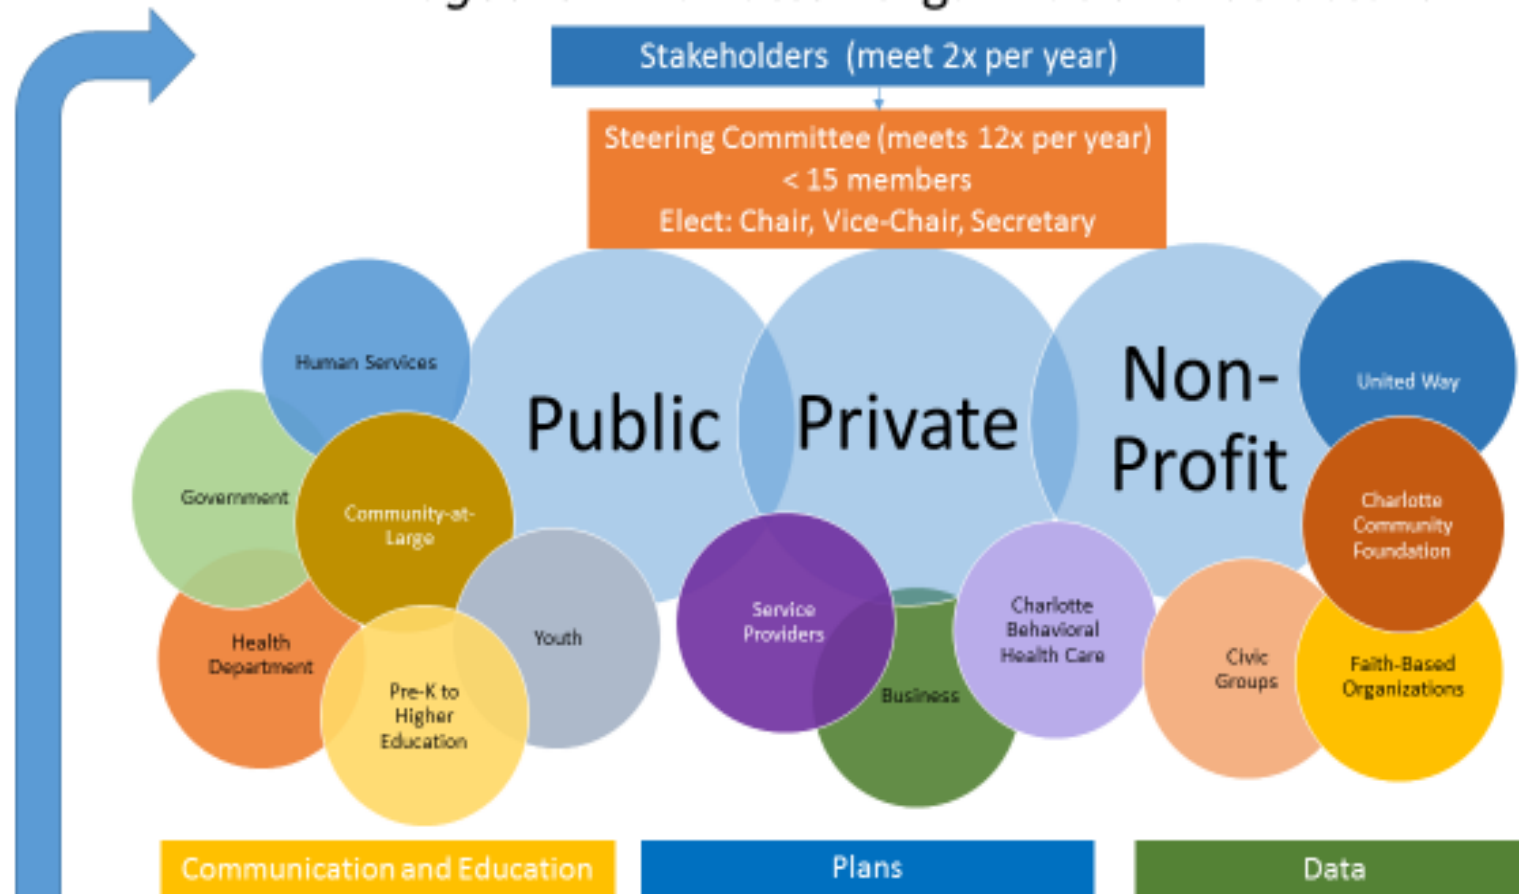 Stakeholders (meet 2x per year)
Steering Committee (meets 12x per year)
< 15 members
Elect: Chair, Vice-Chair, Secretary
Human Services
Government
Community-at-
Large
Health
Department
Pre-K to
Higher
Education
Youth
Public
Private
Non-
Profit
Service
Providers
Business
Charlotte
Behavioral
Health Care
Civic
Groups
United Way
Charlotte
Community
Foundation
Faith-Based
Organizations
Communication and Education
Plans
Data